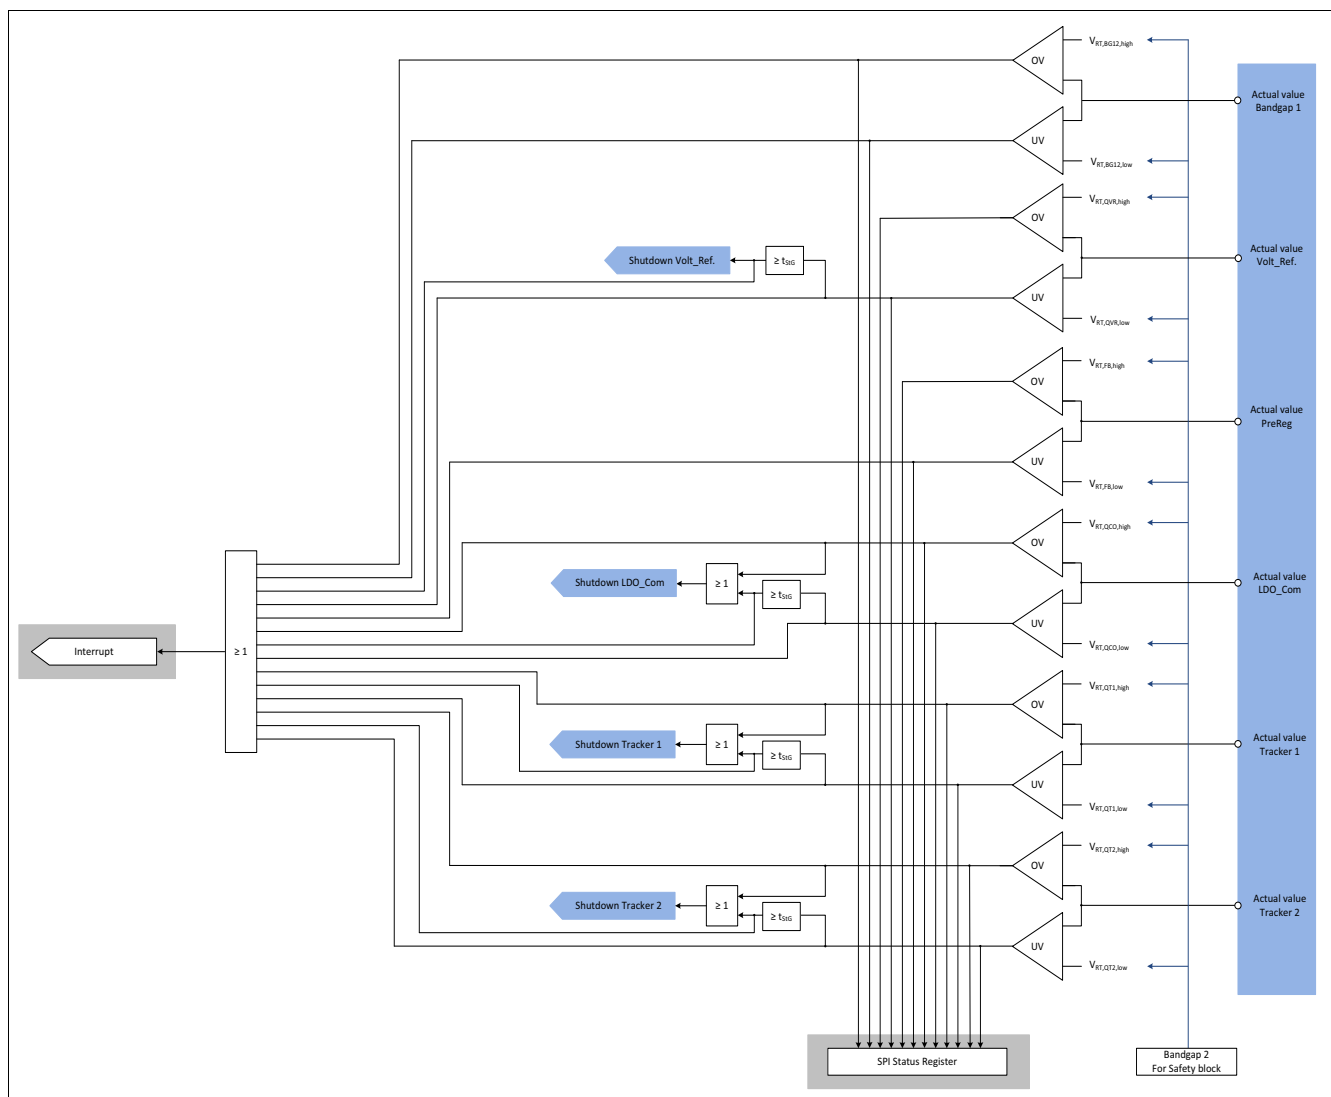 V_RT,BG12,high
OV
Actual value
Bandgap 1
UV
V_RT,BG12,low
V_RT,QVR,high
OV
Shutdown Volt_Ref.
≥ t_StG
Actual value
Volt_Ref.
UV
V_RT,QVR,low
V_RT,FB,high
OV
Actual value
PreReg
UV
V_RT,FB,low
V_RT,QCO,high
OV
Shutdown LDO_Com
≥ 1
≥ t_StG
Actual value
LDO_Com
UV
V_RT,QCO,low
Interrupt
≥ 1
V_RT,QT1,high
OV
Shutdown Tracker 1
≥ 1
≥ t_StG
Actual value
Tracker 1
UV
V_RT,QT1,low
V_RT,QT2,high
OV
Shutdown Tracker 2
≥ 1
≥ t_StG
Actual value
Tracker 2
UV
V_RT,QT2,low
SPI Status Register
Bandgap 2
For Safety block